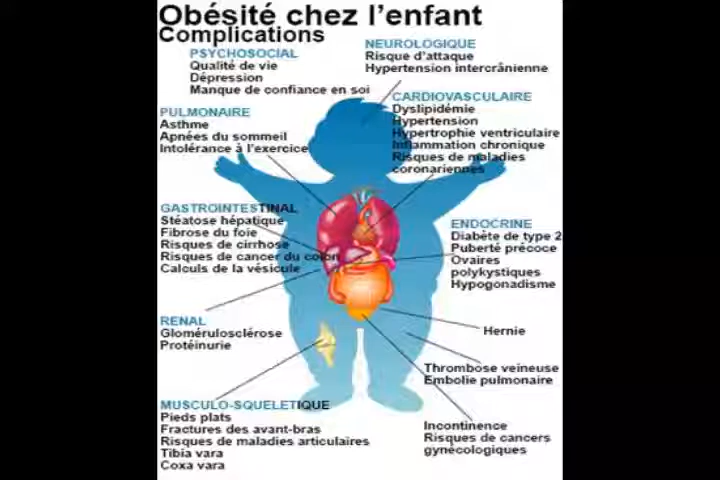 Obésité chez l'enfant
Complications
PSYCHOSOCIAL
Qualité de vie
Dépression
Manque de confiance en soi
NEUROLOGIQUE
Risque d'attaque
Hypertension intercrânienne
PULMONAIRE
Asthme
Apnées du sommeil
Intolérance à l'exercice
CARDIOVASCULAIRE
Dyslipidémie
Hypertension
Hypertrophie ventriculaire
Inflammation chronique
Risques de maladies
coronariennes
GASTROINTESTINAL
Stéatose hépatique
Fibrose du foie
Risques de cirrhose
Risques de cancer du colon
Calculs de la vésicule
ENDOCRINE
Diabète de type 2
Puberté précoce
Ovaires
polykystiques
Hypogonadisme
RENAL
Glomérulosclérose
Protéinurie
Hernie
Thrombose veineuse
Embolie pulmonaire
MUSCULO-SQUELETIQUE
Pieds plats
Fractures des avant-bras
Risques de maladies articulaires
Tibia vara
Coxa vara
Incontinence
Risques de cancers
gynécologiques